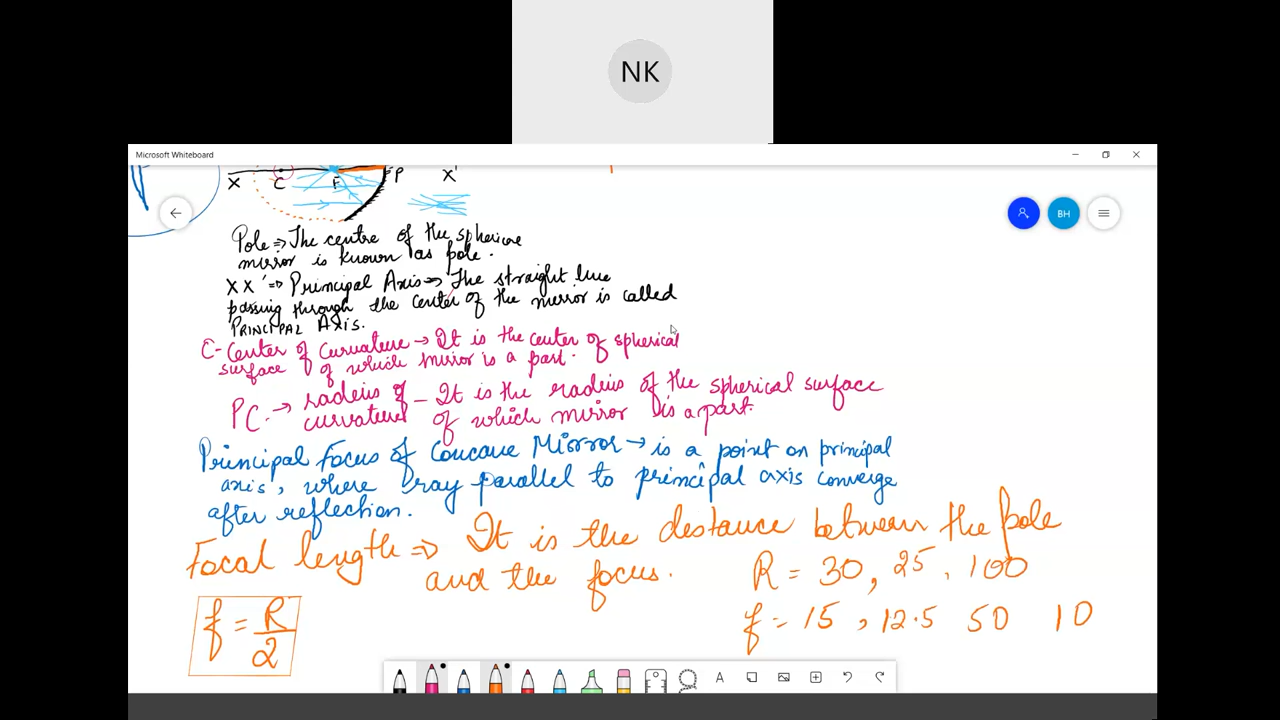 NK
Microsoft Whiteboard
X C F P X'
BH
Pole ⇒ The centre of the spherical
mirror is known as pole.
XX' ⇒ Principal Axis ⇒ The straight line
passing through the center of the mirror is called
PRINCIPAL AXIS.
C - Center of Curvature → It is the center of spherical
surface of which mirror is a part.
PC → radius of curvature – It is the radius of the spherical surface
of which mirror is a part.
Principal Focus of Concave Mirror → is a point on principal
axis, where ray parallel to principal axis converge
after reflection.
Focal length ⇒ It is the distance between the pole
and the focus.
R = 30, 25, 100
f = R/2
f = 15, 12.5 50 10
A